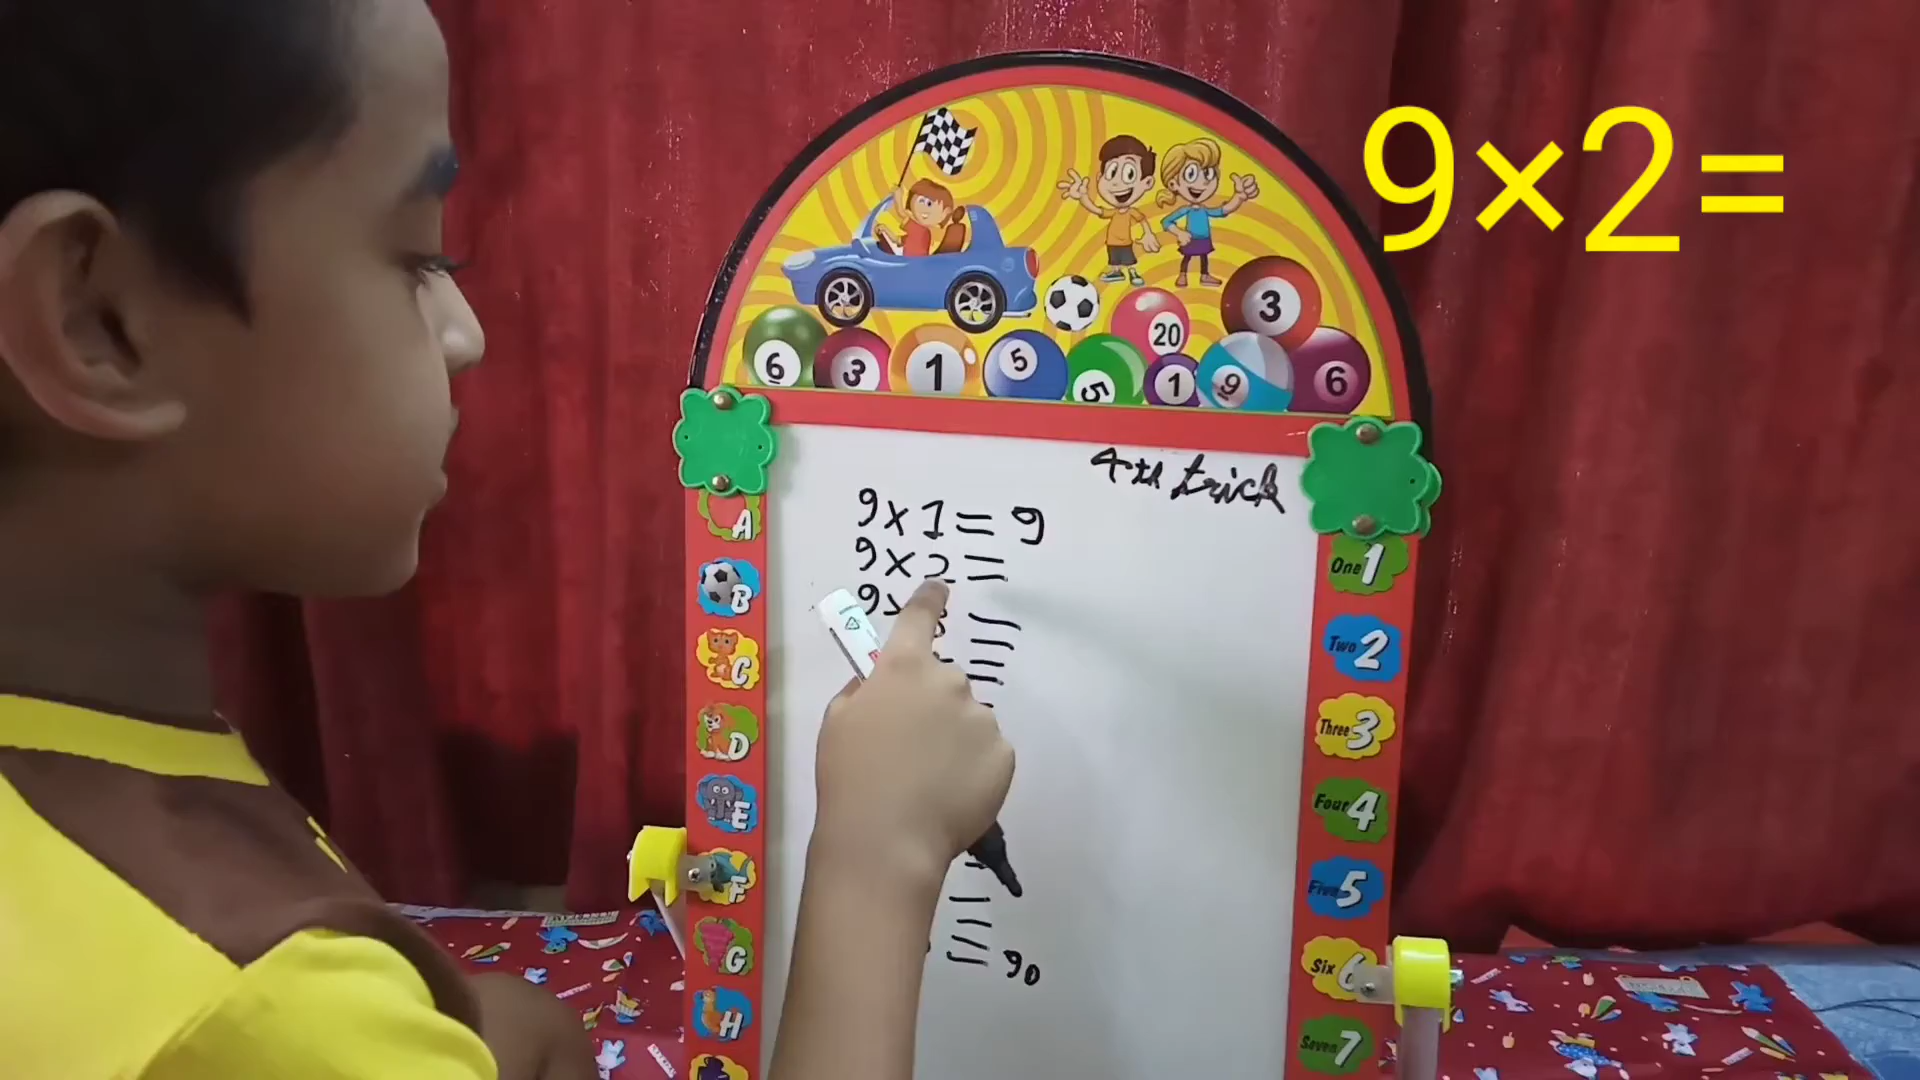 9×2=
6 3 1 5 5 20 1 9 3 6
4th trick
9×1=9
9×2=
9×
=
=
90
A
B
C
D
E
F
G
H
One 1
Two 2
Three 3
Four 4
Five 5
Six 6
Seven 7